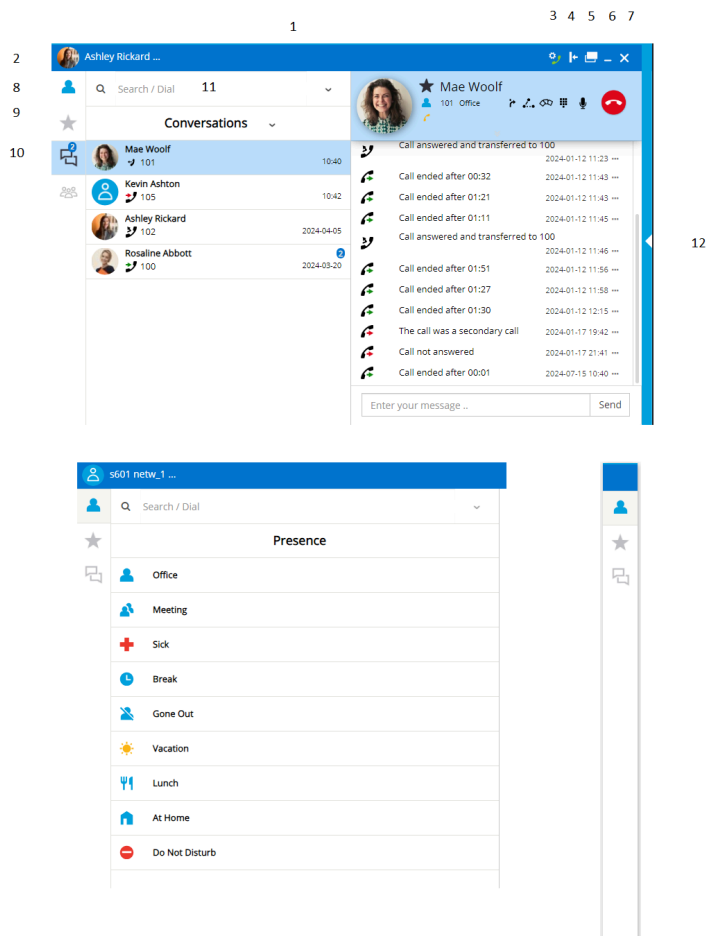 3 4 5 6 7
1
2
Ashley Rickard ...
8
Search / Dial
11
Mae Woolf
101 Office
9
Conversations
10
2
Mae Woolf
101
10:40
Kevin Ashton
105
10:42
Ashley Rickard
102
2024-04-05
Rosaline Abbott
2
100
2024-03-20
Call answered and transferred to 100
2024-01-12 11:23 ···
Call ended after 00:32
2024-01-12 11:43 ···
Call ended after 01:21
2024-01-12 11:43 ···
Call ended after 01:11
2024-01-12 11:45 ···
Call answered and transferred to 100
2024-01-12 11:46 ···
Call ended after 01:51
2024-01-12 11:56 ···
Call ended after 01:27
2024-01-12 11:58 ···
Call ended after 01:30
2024-01-12 12:15 ···
The call was a secondary call
2024-01-17 19:42 ···
Call not answered
2024-01-17 21:41 ···
Call ended after 00:01
2024-07-15 10:40 ···
Enter your message ..
Send
12
s601 netw_1 ...
Search / Dial
Presence
Office
Meeting
Sick
Break
Gone Out
Vacation
Lunch
At Home
Do Not Disturb